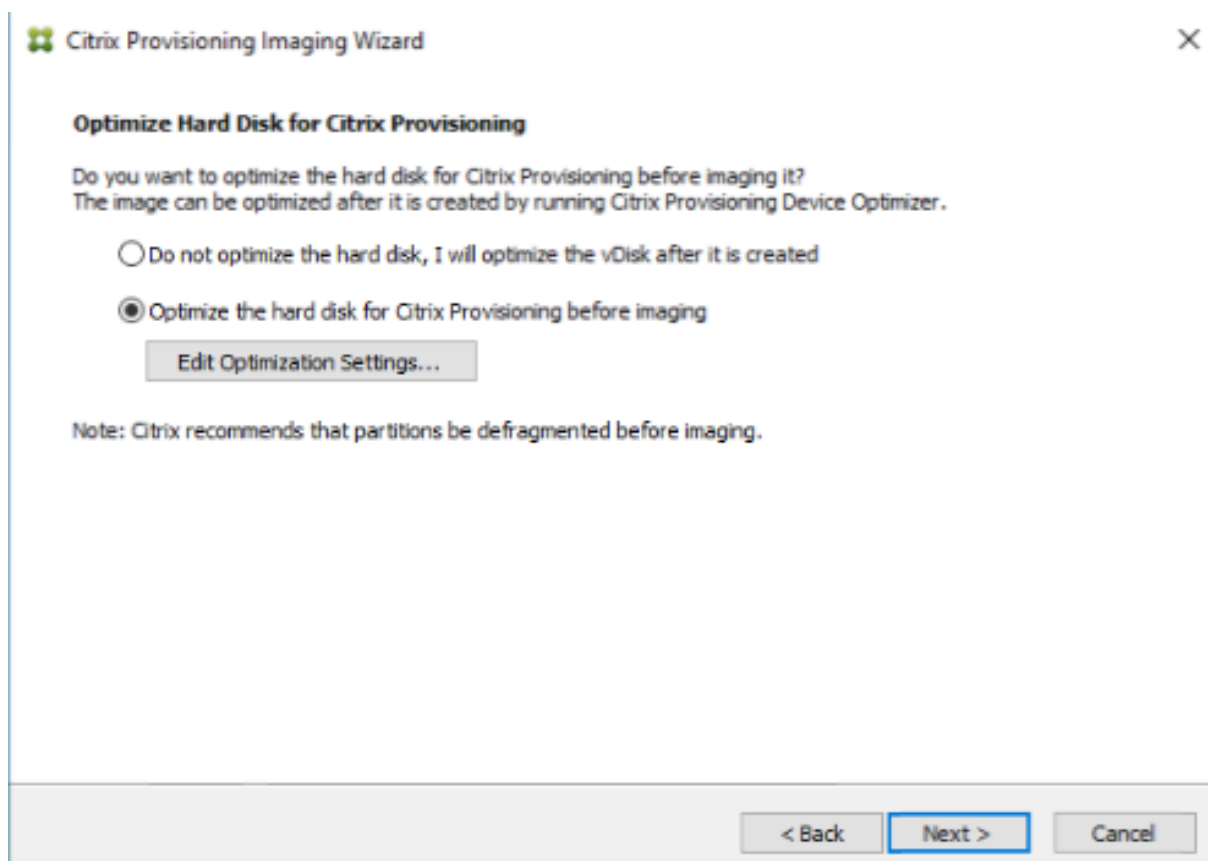 Citrix Provisioning Imaging Wizard
Optimize Hard Disk for Citrix Provisioning
Do you want to optimize the hard disk for Citrix Provisioning before imaging it?
The image can be optimized after it is created by running Citrix Provisioning Device Optimizer.
Do not optimize the hard disk, I will optimize the vDisk after it is created
Optimize the hard disk for Citrix Provisioning before imaging
Edit Optimization Settings...
Note: Citrix recommends that partitions be defragmented before imaging.
< Back Next > Cancel